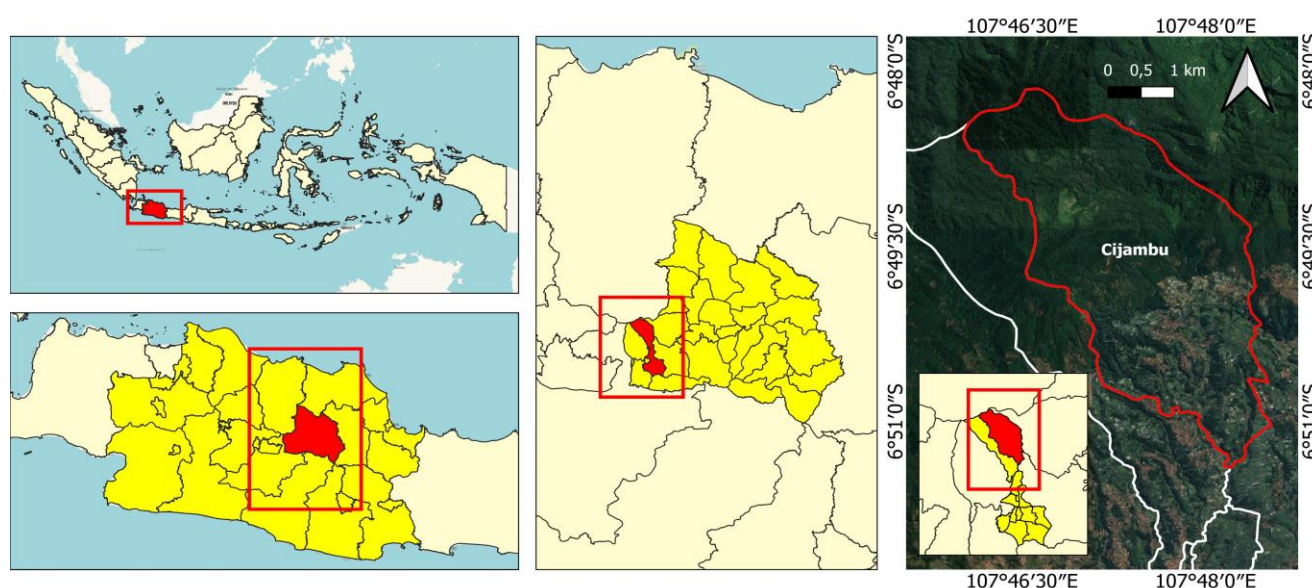 107°46′30″E 107°48′0″E
6°48′0″S 6°48′0″S
0 0,5 1 km
6°49′30″S 6°49′30″S
Cijambu
6°51′0″S 6°51′0″S
107°46′30″E 107°48′0″E